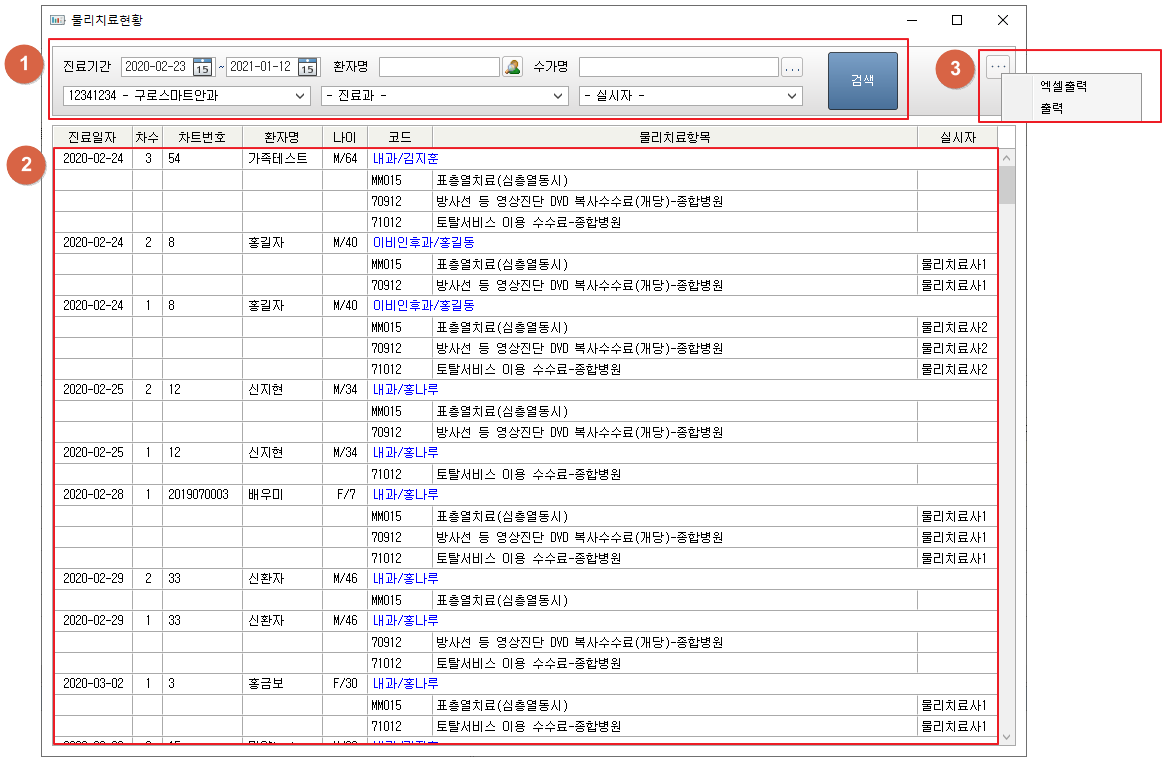 물리치료현황
1
진료기간 2020-02-23 15 ~ 2021-01-12 15 환자명 수가명 ... 검색
3
...
엑셀출력
출력
12341234 - 구로스마트안과 - 진료과 - - 실시자 -
진료일자 차수 차트번호 환자명 나이 코드 물리치료항목 실시자
2
2020-02-24 3 54 가족테스트 M/64 내과/김지훈
MM015 표층열치료(심층열동시)
70912 방사선 등 영상진단 DVD 복사수수료(개당)-종합병원
71012 토탈서비스 이용 수수료-종합병원
2020-02-24 2 8 홍길자 M/40 이비인후과/홍길동
MM015 표층열치료(심층열동시) 물리치료사1
70912 방사선 등 영상진단 DVD 복사수수료(개당)-종합병원 물리치료사1
2020-02-24 1 8 홍길자 M/40 이비인후과/홍길동
MM015 표층열치료(심층열동시) 물리치료사2
70912 방사선 등 영상진단 DVD 복사수수료(개당)-종합병원 물리치료사2
71012 토탈서비스 이용 수수료-종합병원 물리치료사2
2020-02-25 2 12 신지현 M/34 내과/홍나루
MM015 표층열치료(심층열동시)
70912 방사선 등 영상진단 DVD 복사수수료(개당)-종합병원
2020-02-25 1 12 신지현 M/34 내과/홍나루
71012 토탈서비스 이용 수수료-종합병원
2020-02-28 1 2019070003 배우미 F/7 내과/홍나루
MM015 표층열치료(심층열동시) 물리치료사1
70912 방사선 등 영상진단 DVD 복사수수료(개당)-종합병원 물리치료사1
71012 토탈서비스 이용 수수료-종합병원 물리치료사1
2020-02-29 2 33 신환자 M/46 내과/홍나루
MM015 표층열치료(심층열동시)
2020-02-29 1 33 신환자 M/46 내과/홍나루
70912 방사선 등 영상진단 DVD 복사수수료(개당)-종합병원
71012 토탈서비스 이용 수수료-종합병원
2020-03-02 1 3 홍금보 F/30 내과/홍나루
MM015 표층열치료(심층열동시) 물리치료사1
71012 토탈서비스 이용 수수료-종합병원 물리치료사1